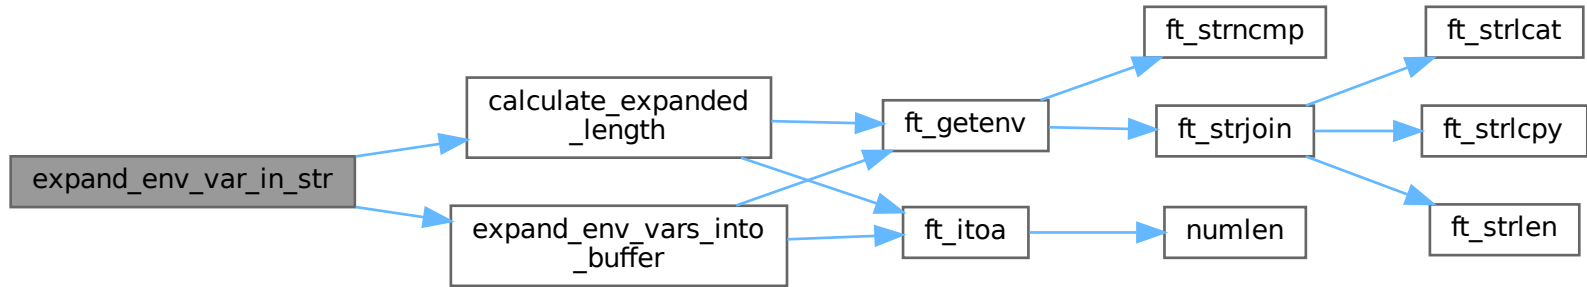 expand_env_var_in_str
calculate_expanded
_length
expand_env_vars_into
_buffer
ft_getenv
ft_itoa
ft_strncmp
ft_strjoin
numlen
ft_strlcat
ft_strlcpy
ft_strlen